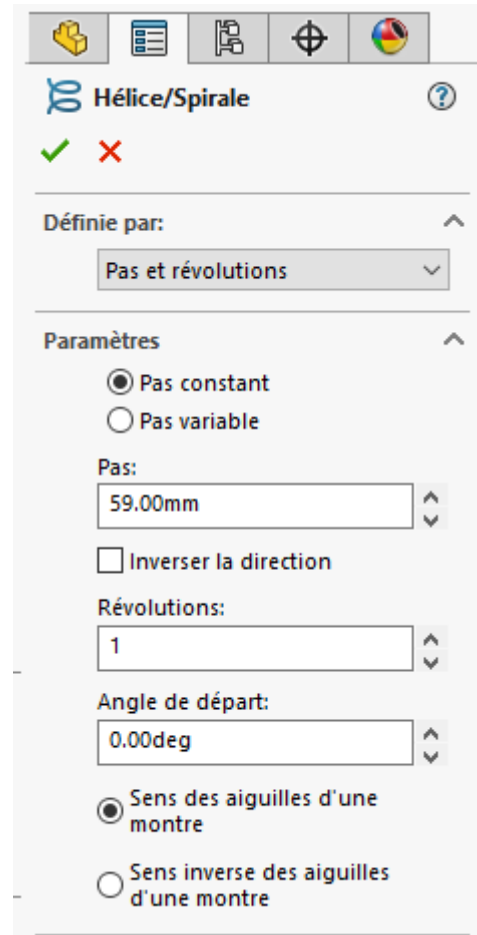 Hélice/Spirale
Définie par:
Pas et révolutions
Paramètres
Pas constant
Pas variable
Pas:
59.00mm
Inverser la direction
Révolutions:
1
Angle de départ:
0.00deg
Sens des aiguilles d'une
montre
Sens inverse des aiguilles
d'une montre